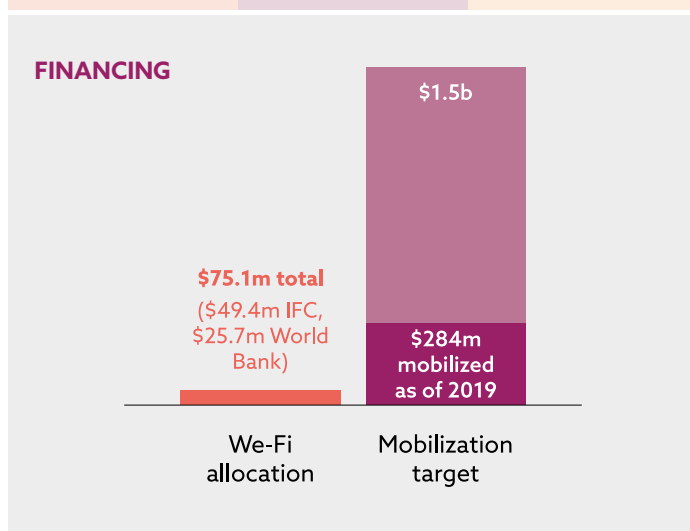 FINANCING
$1.5b
$75.1m total
($49.4m IFC,
$25.7m World
Bank)
$284m
mobilized
as of 2019
We-Fi
allocation
Mobilization
target